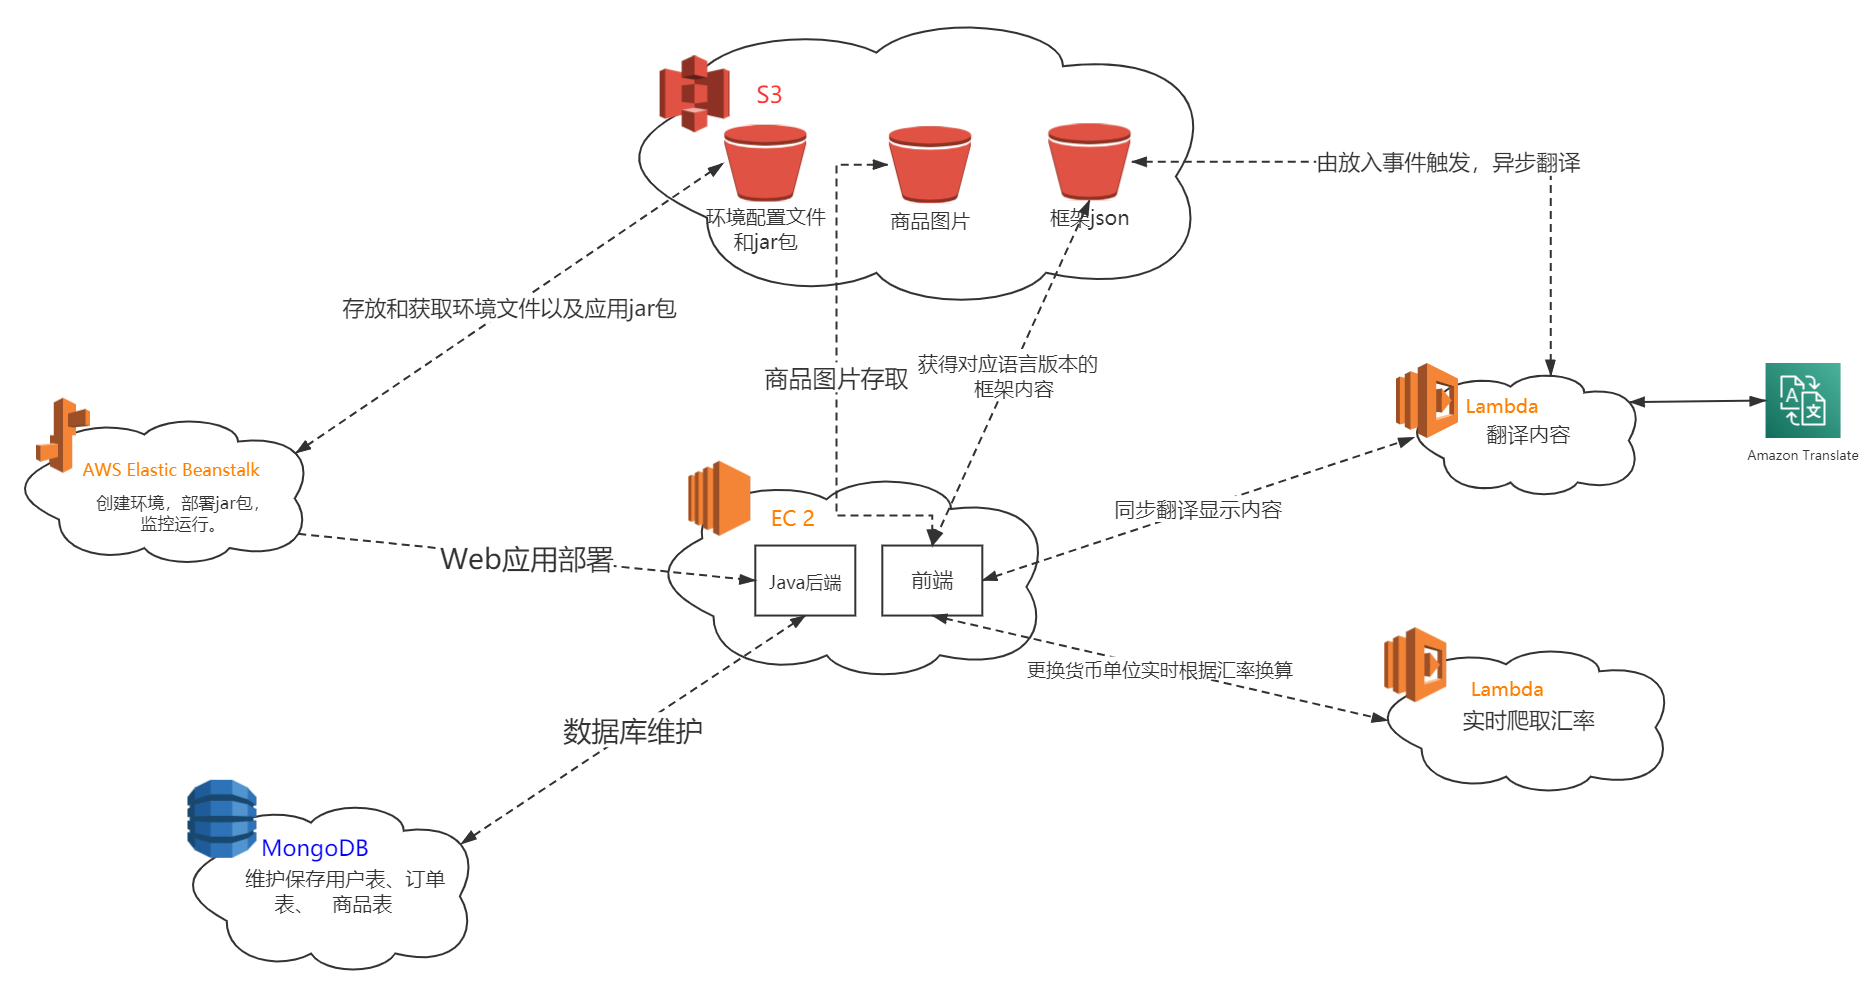 S3
环境配置文件
和jar包
商品图片
框架json
由放入事件触发，异步翻译
存放和获取环境文件以及应用jar包
商品图片存取
获得对应语言版本的
框架内容
Lambda
翻译内容
Amazon Translate
AWS Elastic Beanstalk
创建环境，部署jar包，
监控运行。
EC 2
同步翻译显示内容
Web应用部署
Java后端
前端
更换货币单位实时根据汇率换算
Lambda
实时爬取汇率
数据库维护
MongoDB
维护保存用户表、订单
表、 商品表